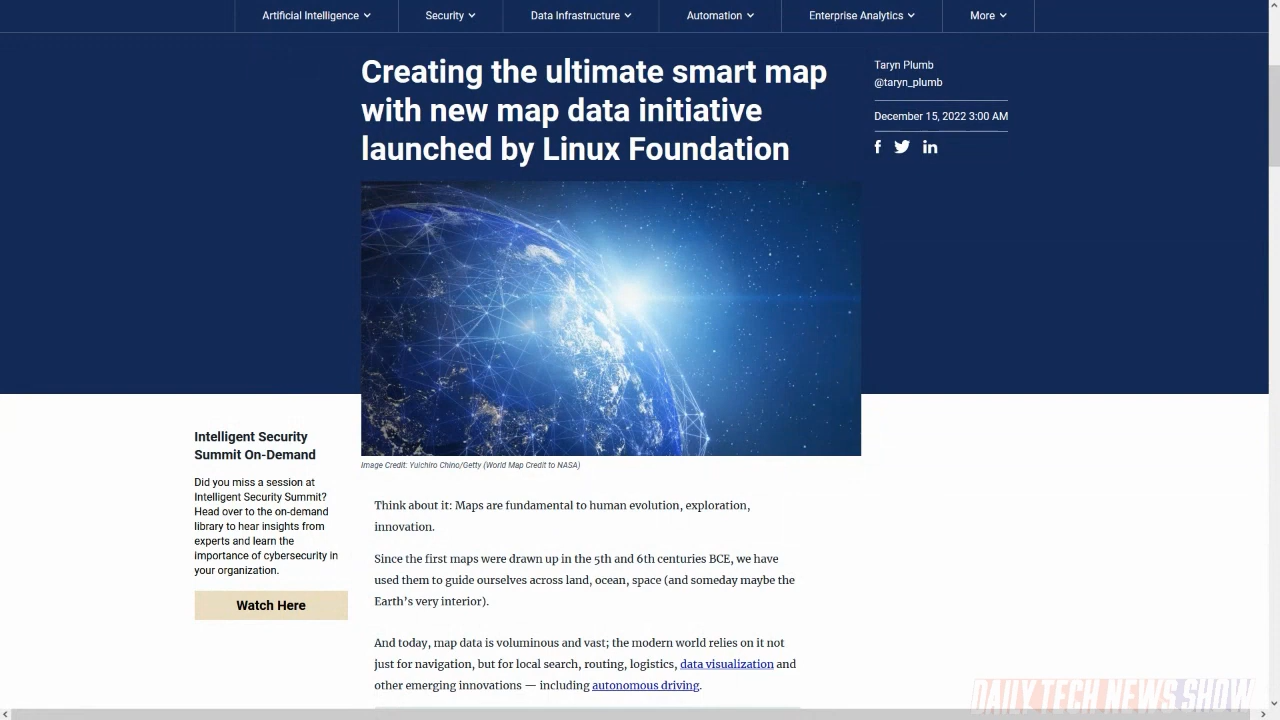 Artificial Intelligence
Security
Data Infrastructure
Automation
Enterprise Analytics
More
Creating the ultimate smart map
with new map data initiative
launched by Linux Foundation
Taryn Plumb
@taryn_plumb
December 15, 2022 3:00 AM
Image Credit: Yuichiro Chino/Getty (World Map Credit to NASA)
Intelligent Security
Summit On-Demand
Did you miss a session at
Intelligent Security Summit?
Head over to the on-demand
library to hear insights from
experts and learn the
importance of cybersecurity in
your organization.
Watch Here
Think about it: Maps are fundamental to human evolution, exploration,
innovation.
Since the first maps were drawn up in the 5th and 6th centuries BCE, we have
used them to guide ourselves across land, ocean, space (and someday maybe the
Earth's very interior).
And today, map data is voluminous and vast; the modern world relies on it not
just for navigation, but for local search, routing, logistics, data visualization and
other emerging innovations — including autonomous driving.
DAILY TECH NEWS SHOW